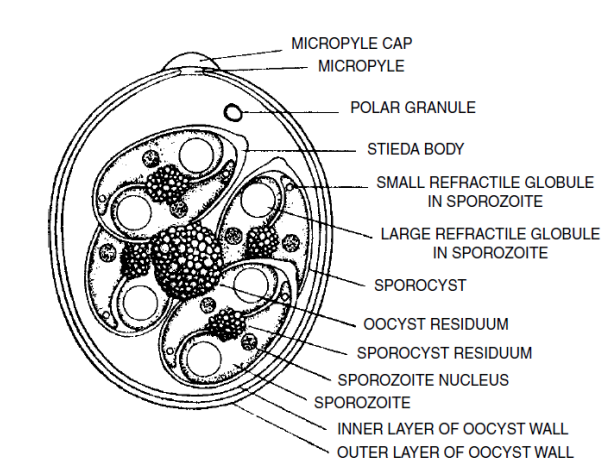 MICROPYLE CAP
MICROPYLE
POLAR GRANULE
STIEDA BODY
SMALL REFRACTILE GLOBULE
IN SPOROZOITE
LARGE REFRACTILE GLOBULE
IN SPOROZOITE
SPOROCYST
OOCYST RESIDUUM
SPOROCYST RESIDUUM
SPOROZOITE NUCLEUS
SPOROZOITE
INNER LAYER OF OOCYST WALL
OUTER LAYER OF OOCYST WALL